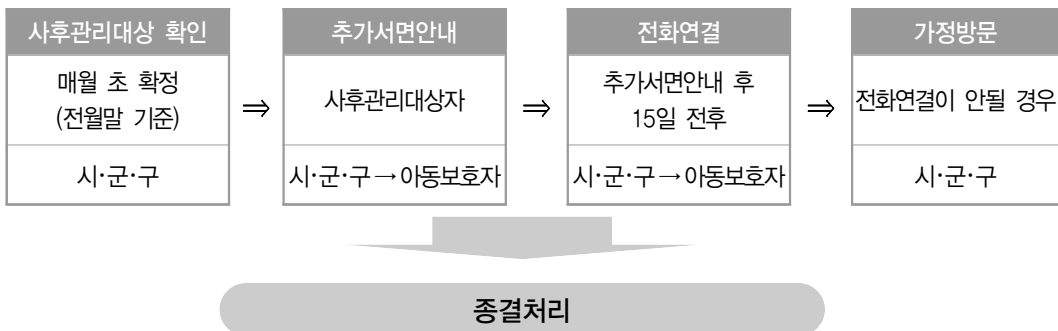 사후관리대상 확인
매월 초 확정
(전월말 기준)
시·군·구
⇒
추가서면안내
사후관리대상자
시·군·구→아동보호자
⇒
전화연결
추가서면안내 후
15일 전후
시·군·구→아동보호자
⇒
가정방문
전화연결이 안될 경우
시·군·구
종결처리